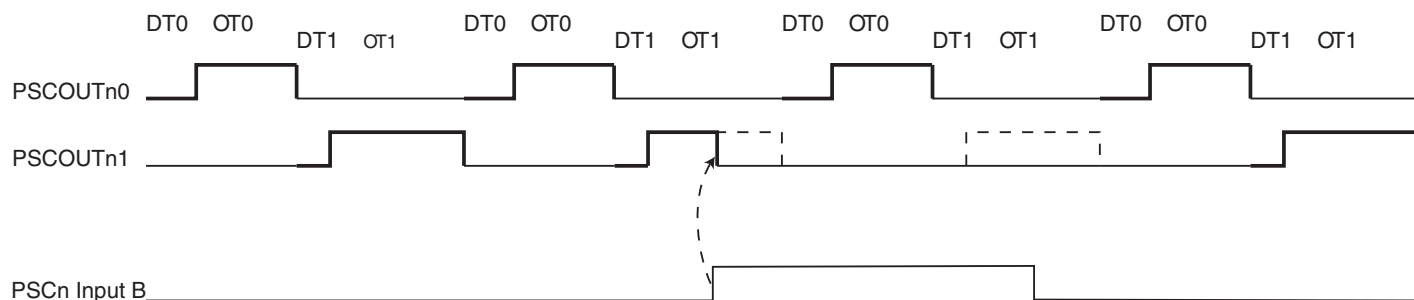 DT0 OT0 DT0 OT0 DT0 OT0 DT0 OT0
DT1 OT1 DT1 OT1 DT1 OT1 DT1 OT1
PSCOUTn0
PSCOUTn1
PSCn Input B